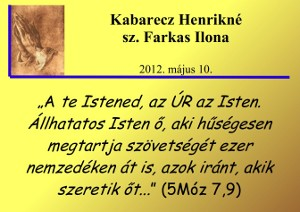 Kabarecz Henrikné
sz. Farkas Ilona
2012. május 10.
„A te Istened, az ÚR az Isten.
Állhatatos Isten ő, aki hűségesen
megtartja szövetségét ezer
nemzedéken át is, azok iránt, akik
szeretik őt...” (5Móz 7,9)